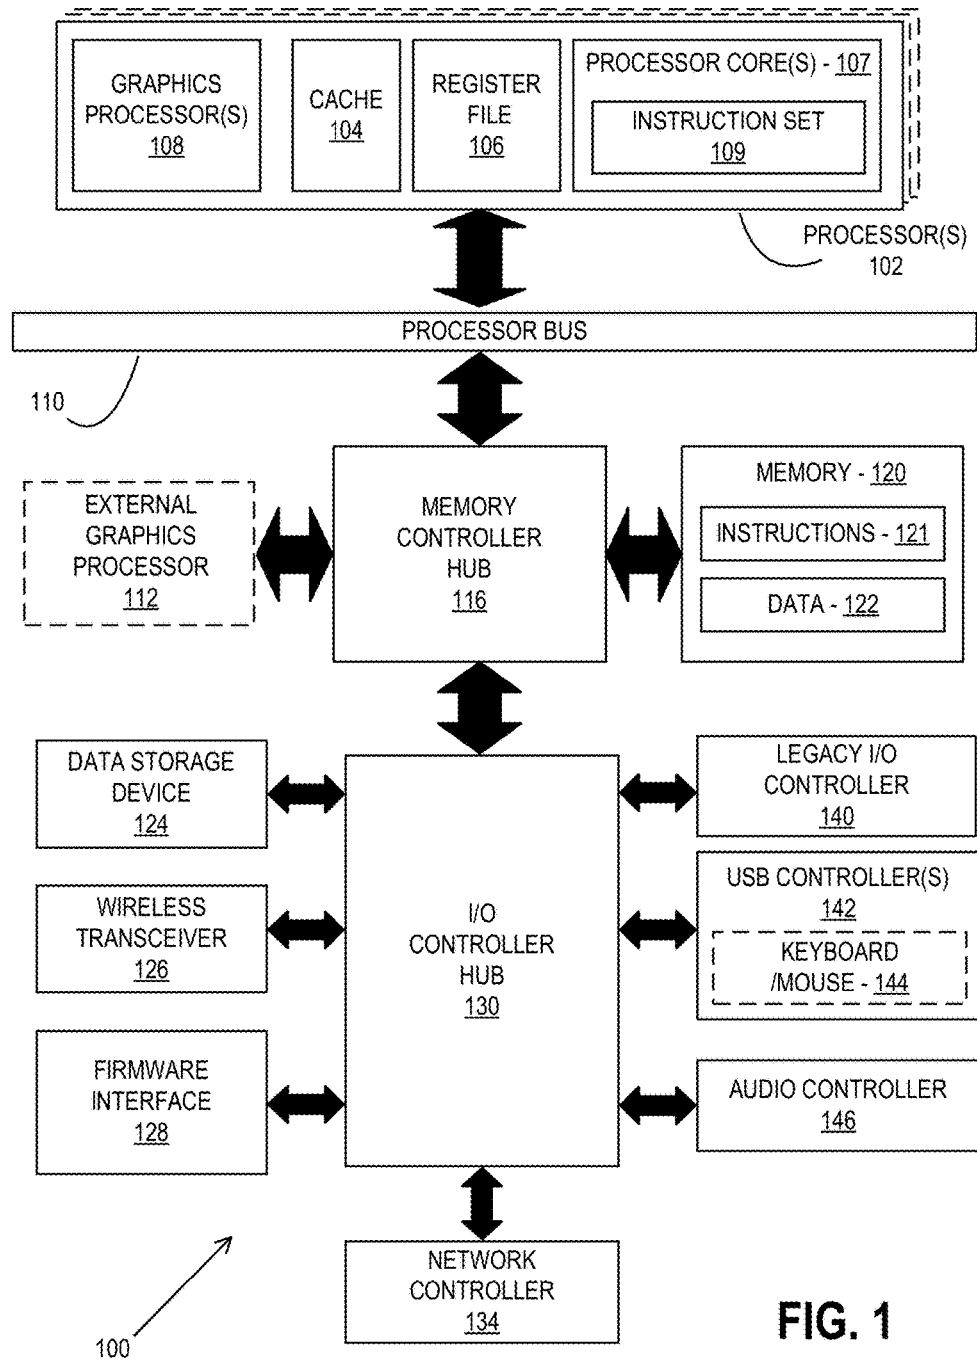 GRAPHICS
PROCESSOR(S)
108
CACHE
104
REGISTER
FILE
106
PROCESSOR CORE(S) - 107
INSTRUCTION SET
109
PROCESSOR(S)
102
PROCESSOR BUS
110
EXTERNAL
GRAPHICS
PROCESSOR
112
MEMORY
CONTROLLER
HUB
116
MEMORY - 120
INSTRUCTIONS - 121
DATA - 122
DATA STORAGE
DEVICE
124
WIRELESS
TRANSCEIVER
126
FIRMWARE
INTERFACE
128
I/O
CONTROLLER
HUB
130
LEGACY I/O
CONTROLLER
140
USB CONTROLLER(S)
142
KEYBOARD
/MOUSE - 144
AUDIO CONTROLLER
146
NETWORK
CONTROLLER
134
100
FIG. 1